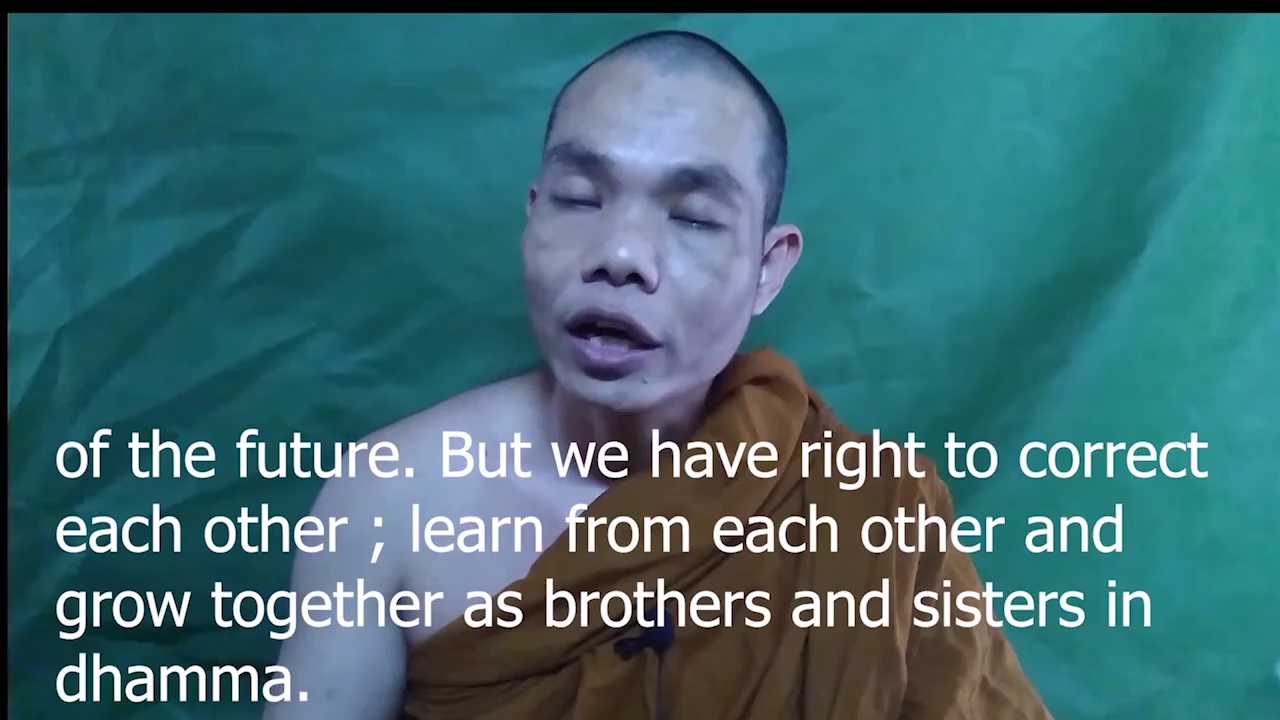 of the future. But we have right to correct
each other ; learn from each other and
grow together as brothers and sisters in
dhamma.